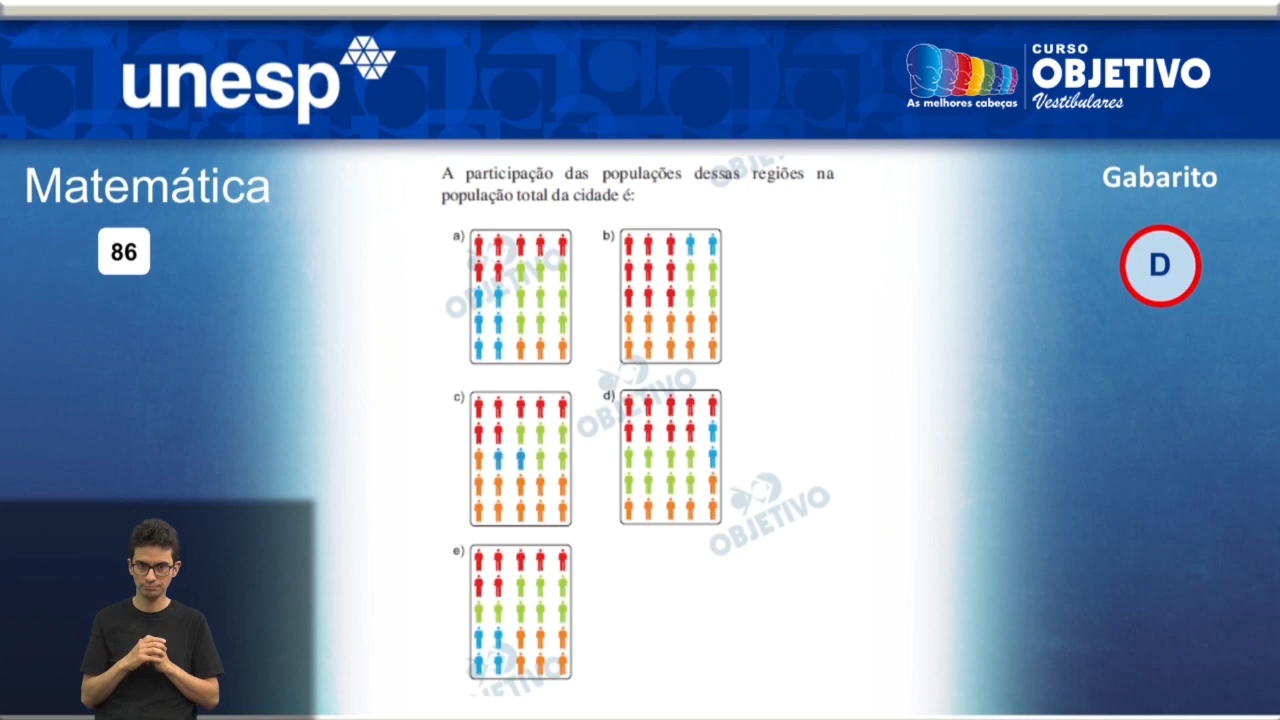 unesp
CURSO
OBJETIVO
As melhores cabeças
Vestibulares
Matemática
86
A participação das populações dessas regiões na
população total da cidade é:
a)
b)
c)
d)
e)
Gabarito
D
OBJETIVO
OBJETIVO
OBJETIVO